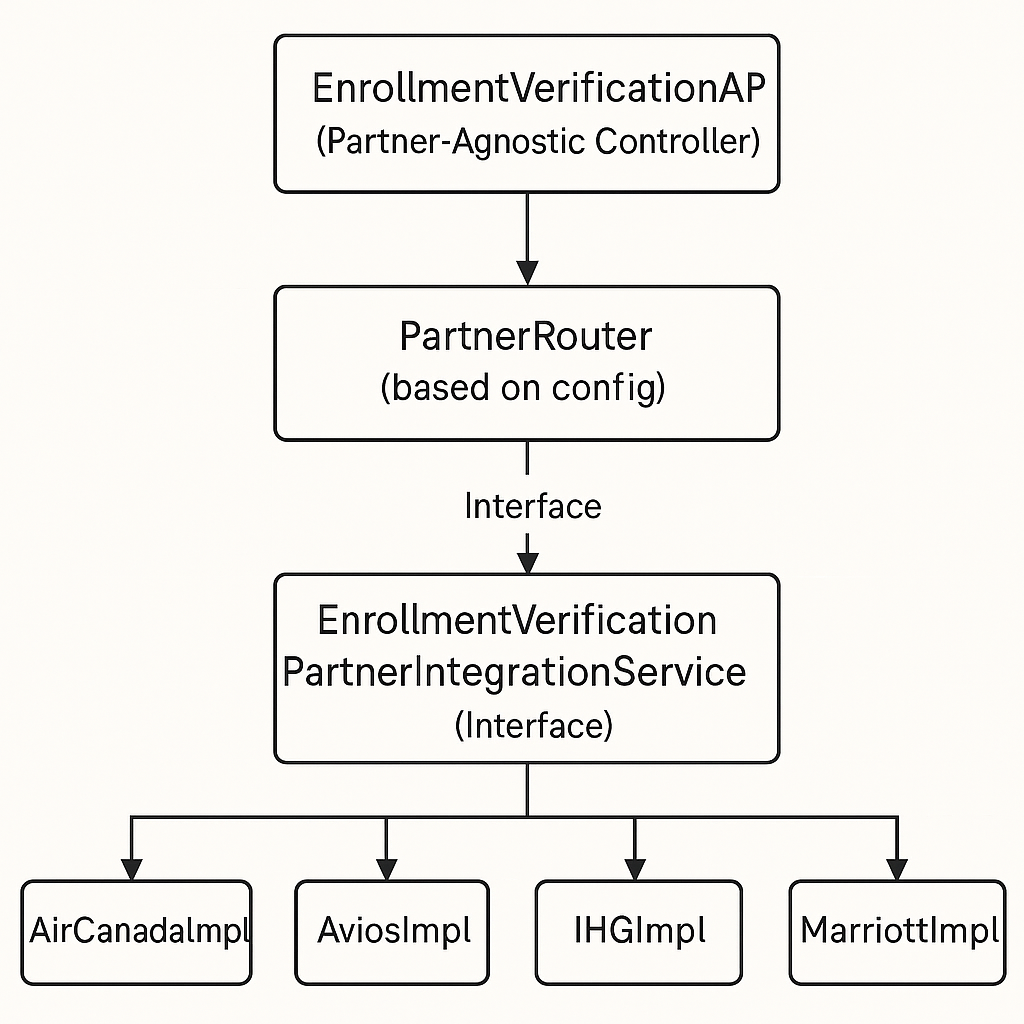 EnrollmentVerificationAP
(Partner-Agnostic Controller)
PartnerRouter
(based on config)
Interface
EnrollmentVerification
PartnerIntegrationService
(Interface)
AirCanadaImpl
AviosImpl
IHGImpl
MarriottImpl